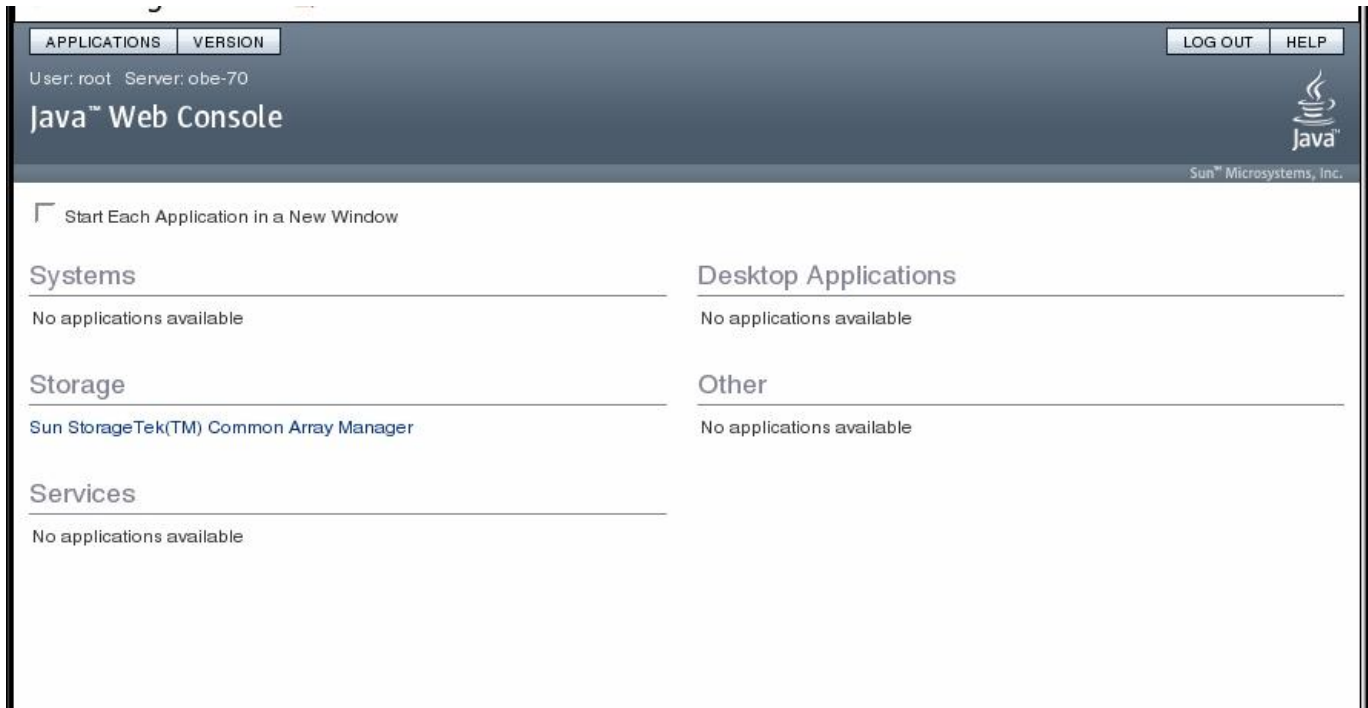 APPLICATIONS VERSION LOG OUT HELP
User: root Server: obe-70
Java™ Web Console
Java™
Sun™ Microsystems, Inc.
Start Each Application in a New Window
Systems
No applications available
Desktop Applications
No applications available
Storage
Sun StorageTek(TM) Common Array Manager
Other
No applications available
Services
No applications available